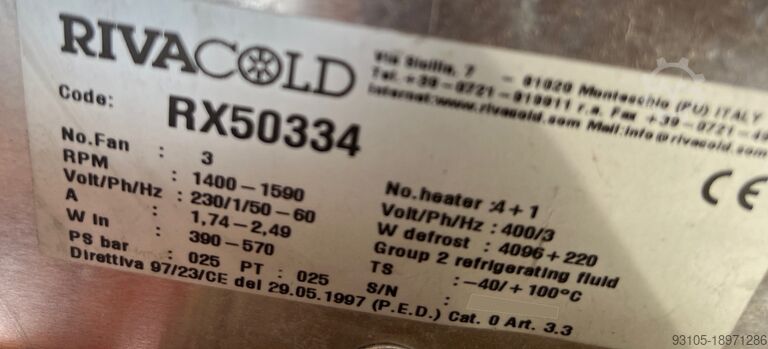 RIVACOLD
Via Sicilia, 7 - 61020 Montecchio (PU) ITALY
Tel. +39-0721-919911 r.a. Fax +39-0721-49
Internet:www.rivacold.com Mail:info@rivacold.com
Code: RX50334
No.Fan : 3
RPM : 1400-1590
Volt/Ph/Hz : 230/1/50-60
A : 1,74-2,49
W in : 390-570
PS bar : 025 PT : 025
No.heater :4+1
Volt/Ph/Hz : 400/3
W defrost : 4096+220
Group 2 refrigerating fluid
TS : -40/+100°C
S/N :
Direttiva 97/23/CE del 29.05.1997 (P.E.D.) Cat. 0 Art. 3.3
CE
93105-18971286